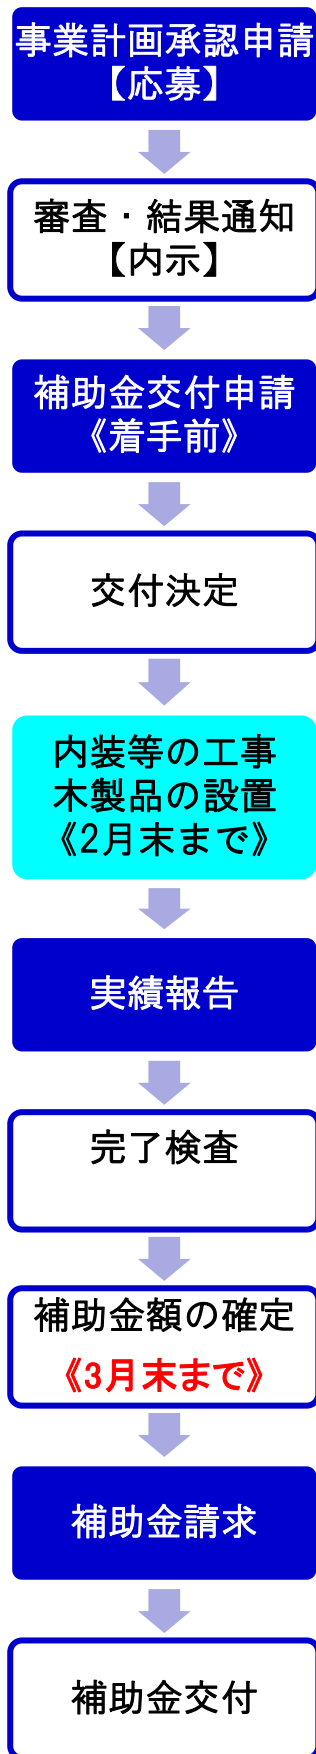 事業計画承認申請
【応募】
審査・結果通知
【内示】
補助金交付申請
《着手前》
交付決定
内装等の工事
木製品の設置
《2月末まで》
実績報告
完了検査
補助金額の確定
《3月末まで》
補助金請求
補助金交付